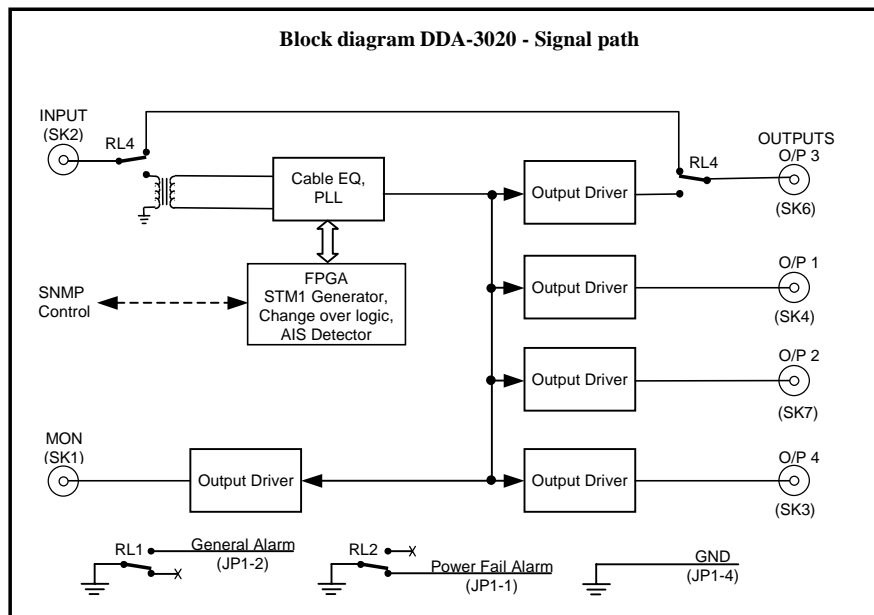 Block diagram DDA-3020 - Signal path
INPUT
(SK2)
RL4
Cable EQ,
PLL
Output Driver
RL4
OUTPUTS
O/P 3
(SK6)
SNMP
Control
FPGA
STM1 Generator,
Change over logic,
AIS Detector
Output Driver
O/P 1
(SK4)
Output Driver
O/P 2
(SK7)
MON
(SK1)
Output Driver
Output Driver
O/P 4
(SK3)
RL1
General Alarm
(JP1-2)
RL2
Power Fail Alarm
(JP1-1)
GND
(JP1-4)